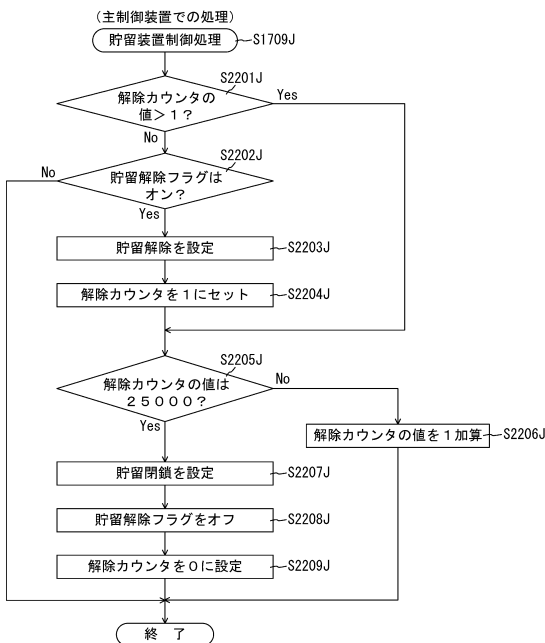 (主制御装置での処理)
貯留装置制御処理
S1709J
S2201J
解除カウンタの
値＞１？
Yes
No
S2202J
貯留解除フラグは
オン？
No
Yes
貯留解除を設定
S2203J
解除カウンタを１にセット
S2204J
S2205J
解除カウンタの値は
２５０００？
No
Yes
解除カウンタの値を１加算
S2206J
貯留閉鎖を設定
S2207J
貯留解除フラグをオフ
S2208J
解除カウンタを０に設定
S2209J
終 了